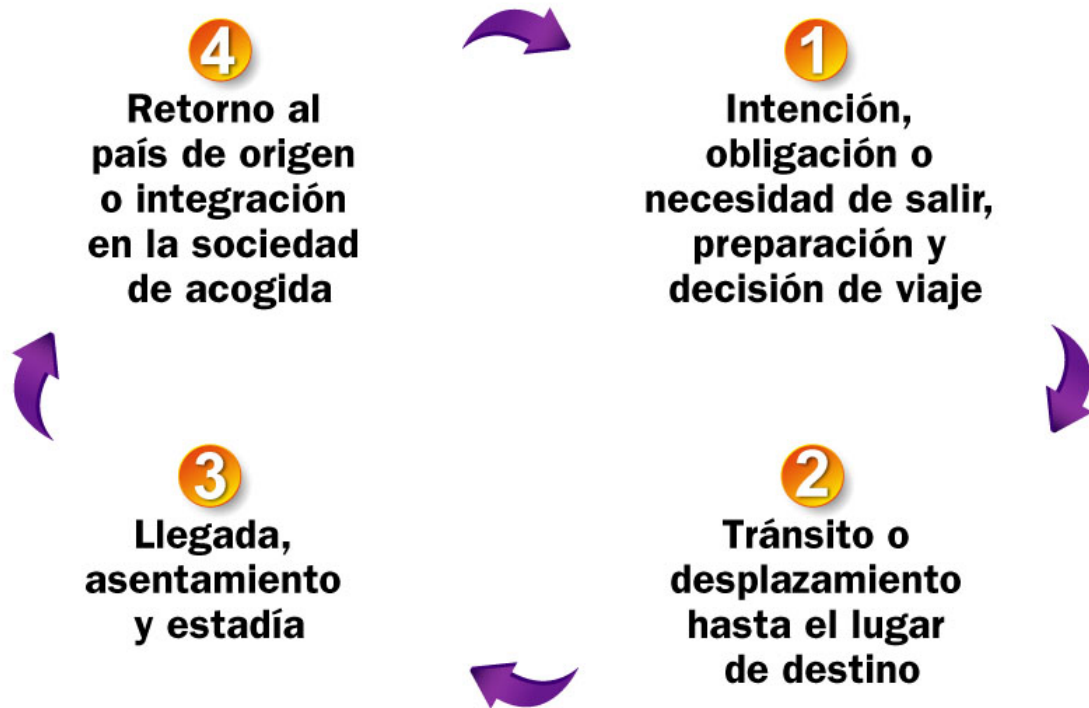 4
Retorno al
país de origen
o integración
en la sociedad
de acogida
1
Intención,
obligación o
necesidad de salir,
preparación y
decisión de viaje
3
Llegada,
asentamiento
y estadía
2
Tránsito o
desplazamiento
hasta el lugar
de destino